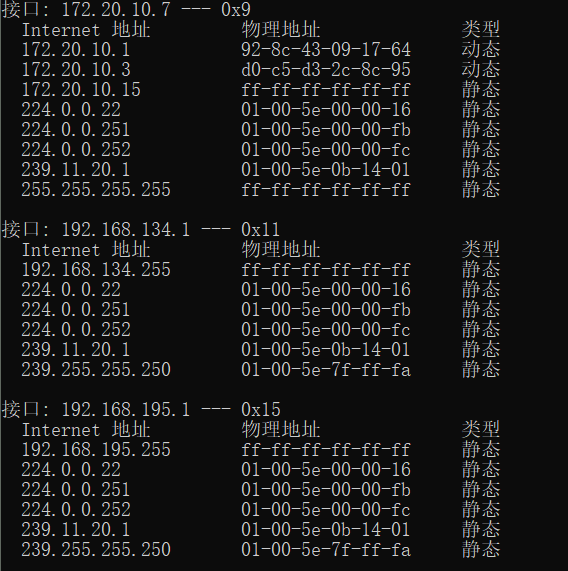 接口: 172.20.10.7 --- 0x9
  Internet 地址         物理地址              类型
  172.20.10.1           92-8c-43-09-17-64     动态
  172.20.10.3           d0-c5-d3-2c-8c-95     动态
  172.20.10.15          ff-ff-ff-ff-ff-ff     静态
  224.0.0.22            01-00-5e-00-00-16     静态
  224.0.0.251           01-00-5e-00-00-fb     静态
  224.0.0.252           01-00-5e-00-00-fc     静态
  239.11.20.1           01-00-5e-0b-14-01     静态
  255.255.255.255       ff-ff-ff-ff-ff-ff     静态

接口: 192.168.134.1 --- 0x11
  Internet 地址         物理地址              类型
  192.168.134.255       ff-ff-ff-ff-ff-ff     静态
  224.0.0.22            01-00-5e-00-00-16     静态
  224.0.0.251           01-00-5e-00-00-fb     静态
  224.0.0.252           01-00-5e-00-00-fc     静态
  239.11.20.1           01-00-5e-0b-14-01     静态
  239.255.255.250       01-00-5e-7f-ff-fa     静态

接口: 192.168.195.1 --- 0x15
  Internet 地址         物理地址              类型
  192.168.195.255       ff-ff-ff-ff-ff-ff     静态
  224.0.0.22            01-00-5e-00-00-16     静态
  224.0.0.251           01-00-5e-00-00-fb     静态
  224.0.0.252           01-00-5e-00-00-fc     静态
  239.11.20.1           01-00-5e-0b-14-01     静态
  239.255.255.250       01-00-5e-7f-ff-fa     静态